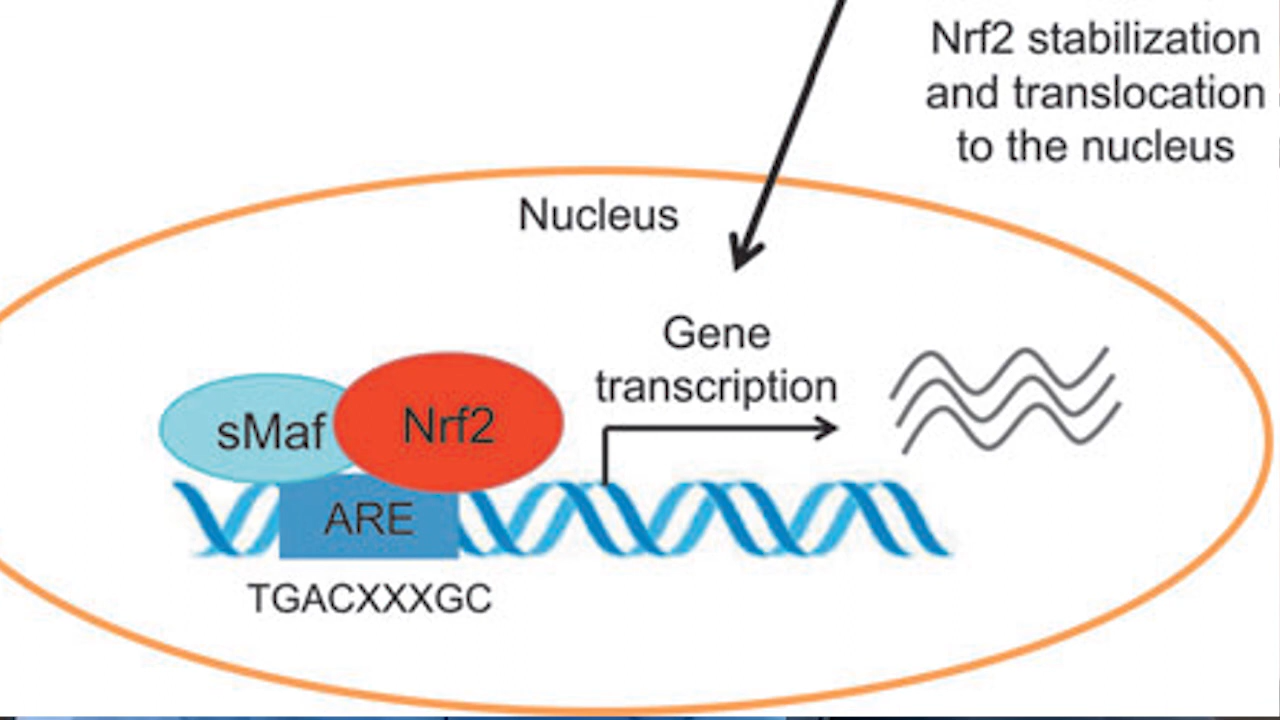 Nrf2 stabilization
and translocation
to the nucleus
Nucleus
Gene
transcription
sMaf
Nrf2
ARE
TGACXXXGC